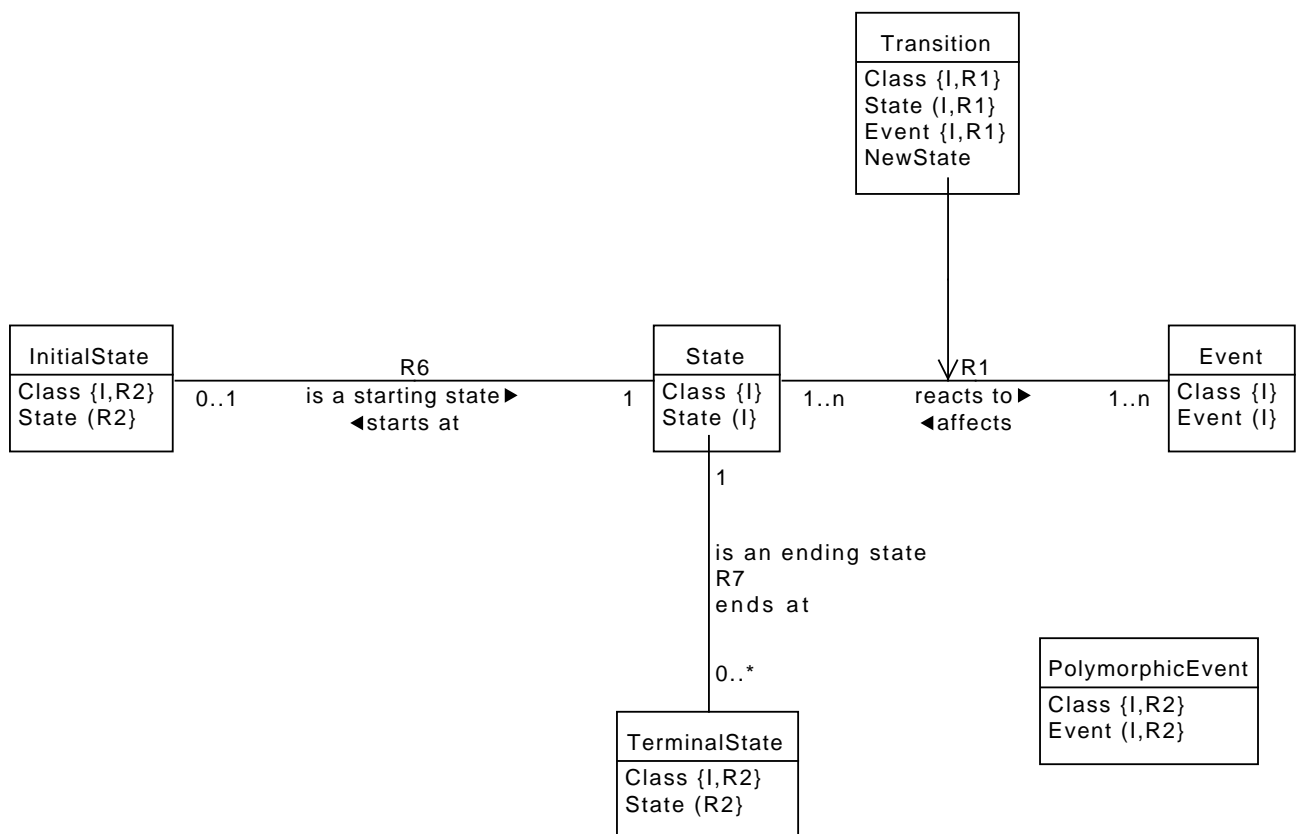 Transition
Class {I,R1}
State (I,R1}
Event {I,R1}
NewState
InitialState
Class {I,R2}
State (R2}
R6
0..1 is a starting state▶ 1
◀starts at
State
Class {I}
State (I}
R1
1..n reacts to▶ 1..n
◀affects
Event
Class {I}
Event (I}
1
is an ending state
R7
ends at
0..*
PolymorphicEvent
Class {I,R2}
Event (I,R2}
TerminalState
Class {I,R2}
State (R2}